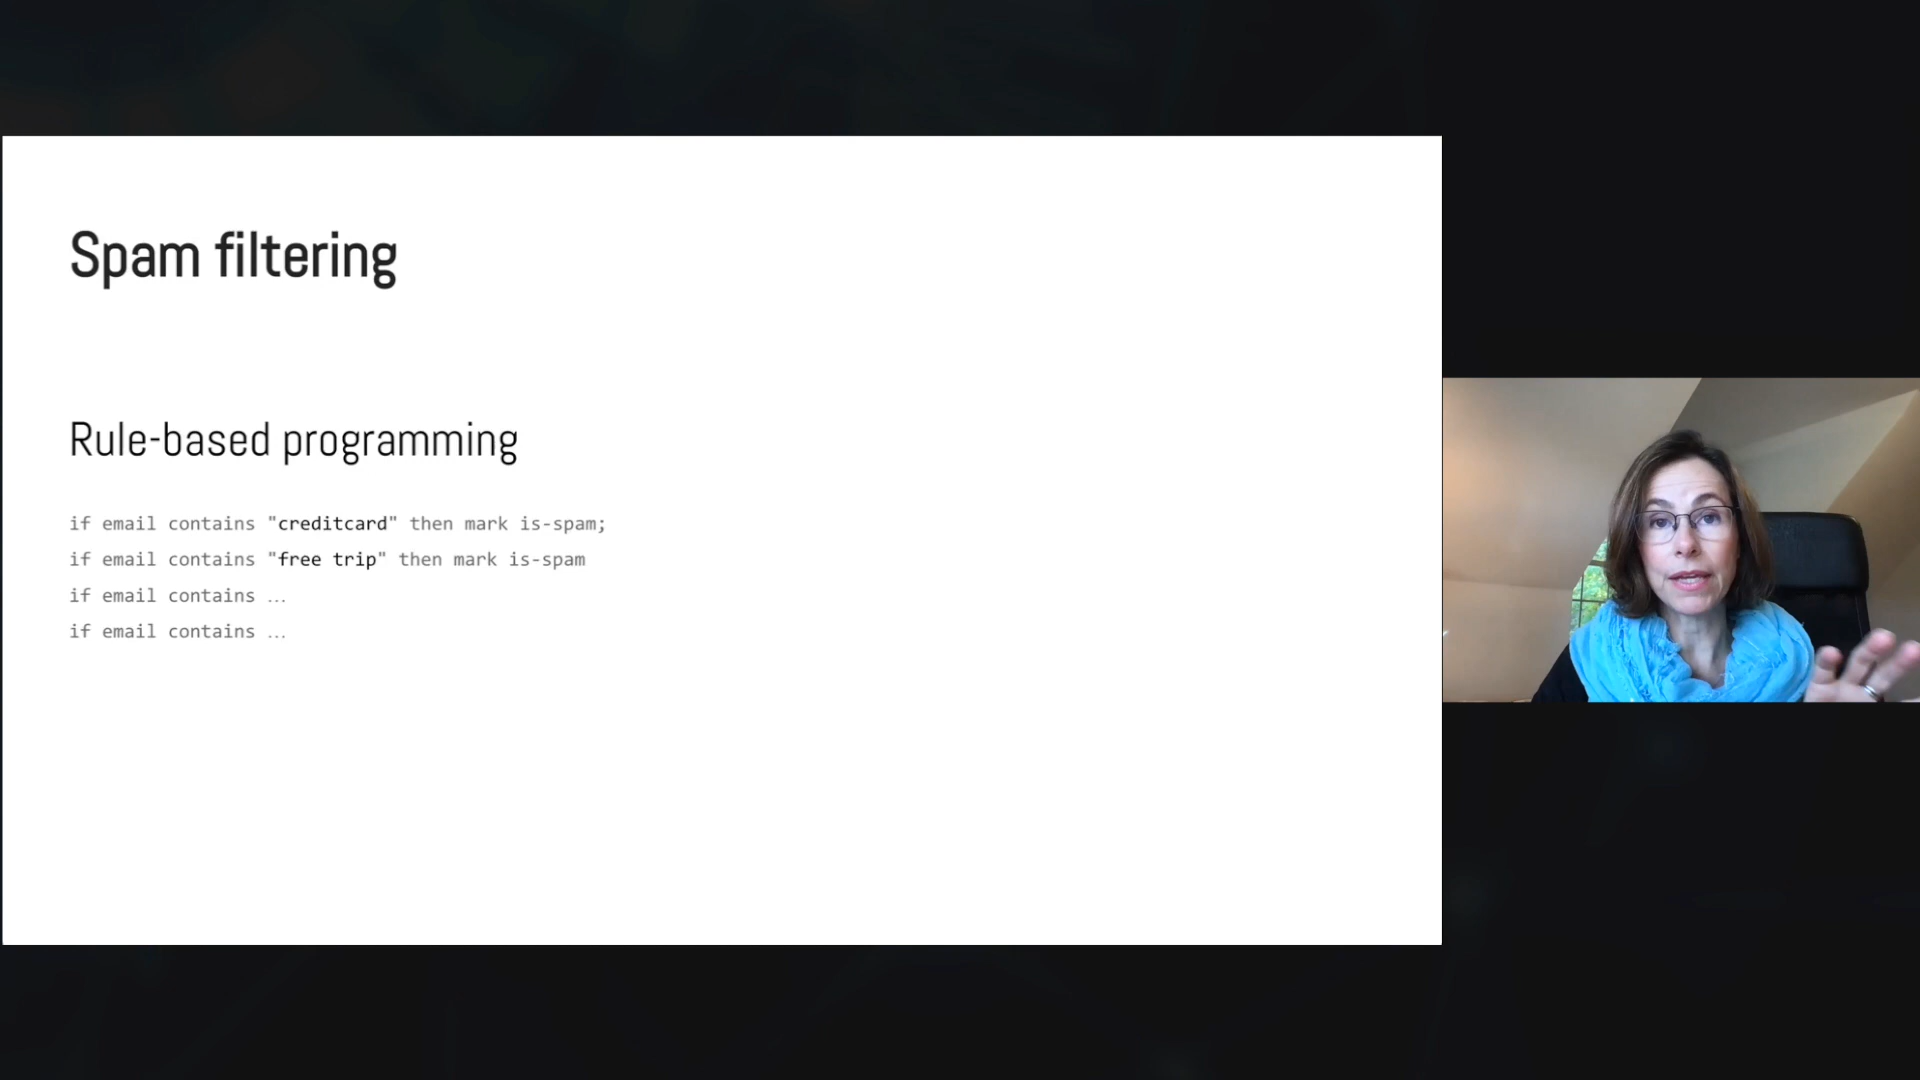 Spam filtering
Rule-based programming
if email contains "creditcard" then mark is-spam;
if email contains "free trip" then mark is-spam
if email contains ...
if email contains ...